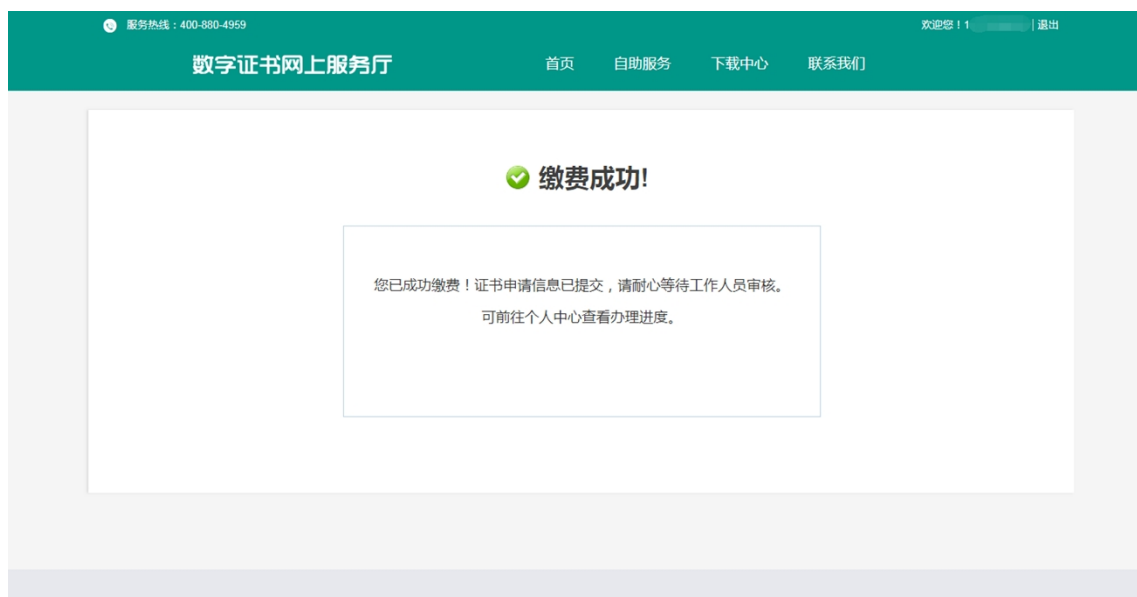 服务热线：400-880-4959
欢迎您！1 | 退出
数字证书网上服务厅
首页 自助服务 下载中心 联系我们
缴费成功!
您已成功缴费！证书申请信息已提交，请耐心等待工作人员审核。
可前往个人中心查看办理进度。